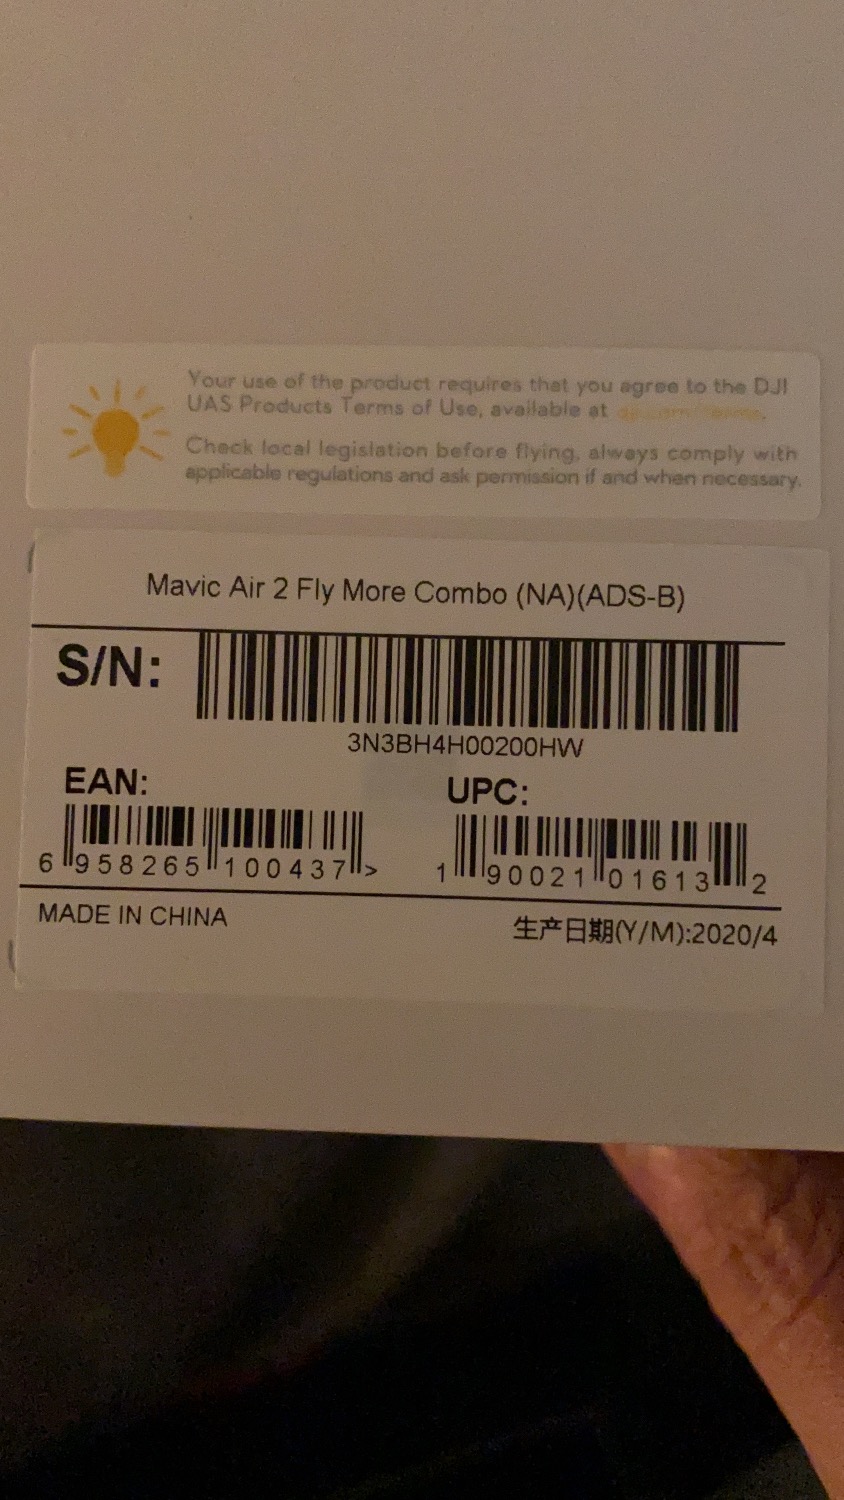 Your use of the product requires that you agree to the DJI
UAS Products Terms of Use, available at
Check local legislation before flying, always comply with
applicable regulations and ask permission if and when necessary.
Mavic Air 2 Fly More Combo (NA)(ADS-B)
S/N:
3N3BH4H00200HW
EAN:
UPC:
6 958265 100437 >
1 90021 01613 2
MADE IN CHINA
生产日期(Y/M):2020/4